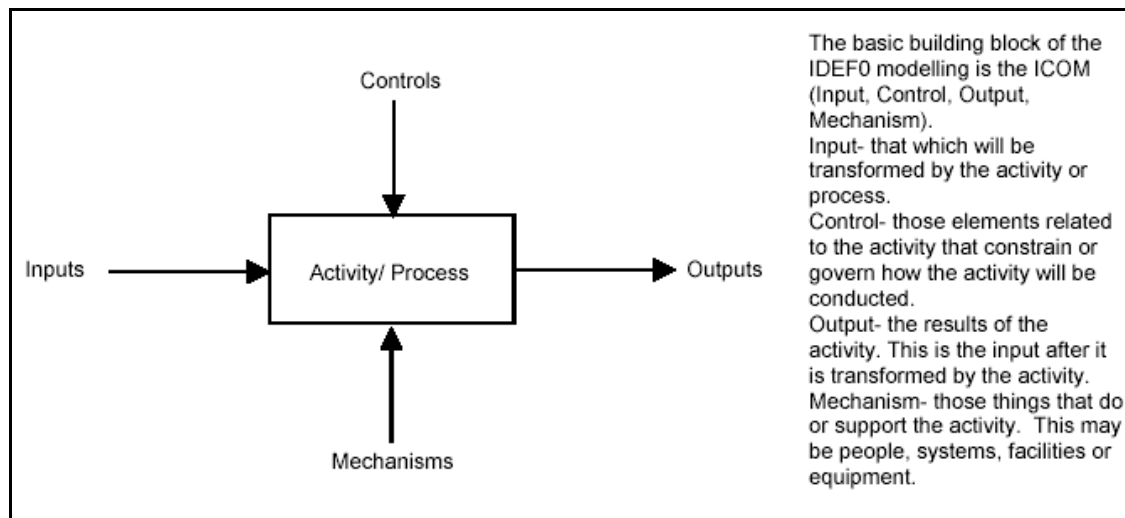 Controls
Inputs
Activity/ Process
Outputs
Mechanisms
The basic building block of the
IDEF0 modelling is the ICOM
(Input, Control, Output,
Mechanism).
Input- that which will be
transformed by the activity or
process.
Control- those elements related
to the activity that constrain or
govern how the activity will be
conducted.
Output- the results of the
activity. This is the input after it
is transformed by the activity.
Mechanism- those things that do
or support the activity.  This may
be people, systems, facilities or
equipment.